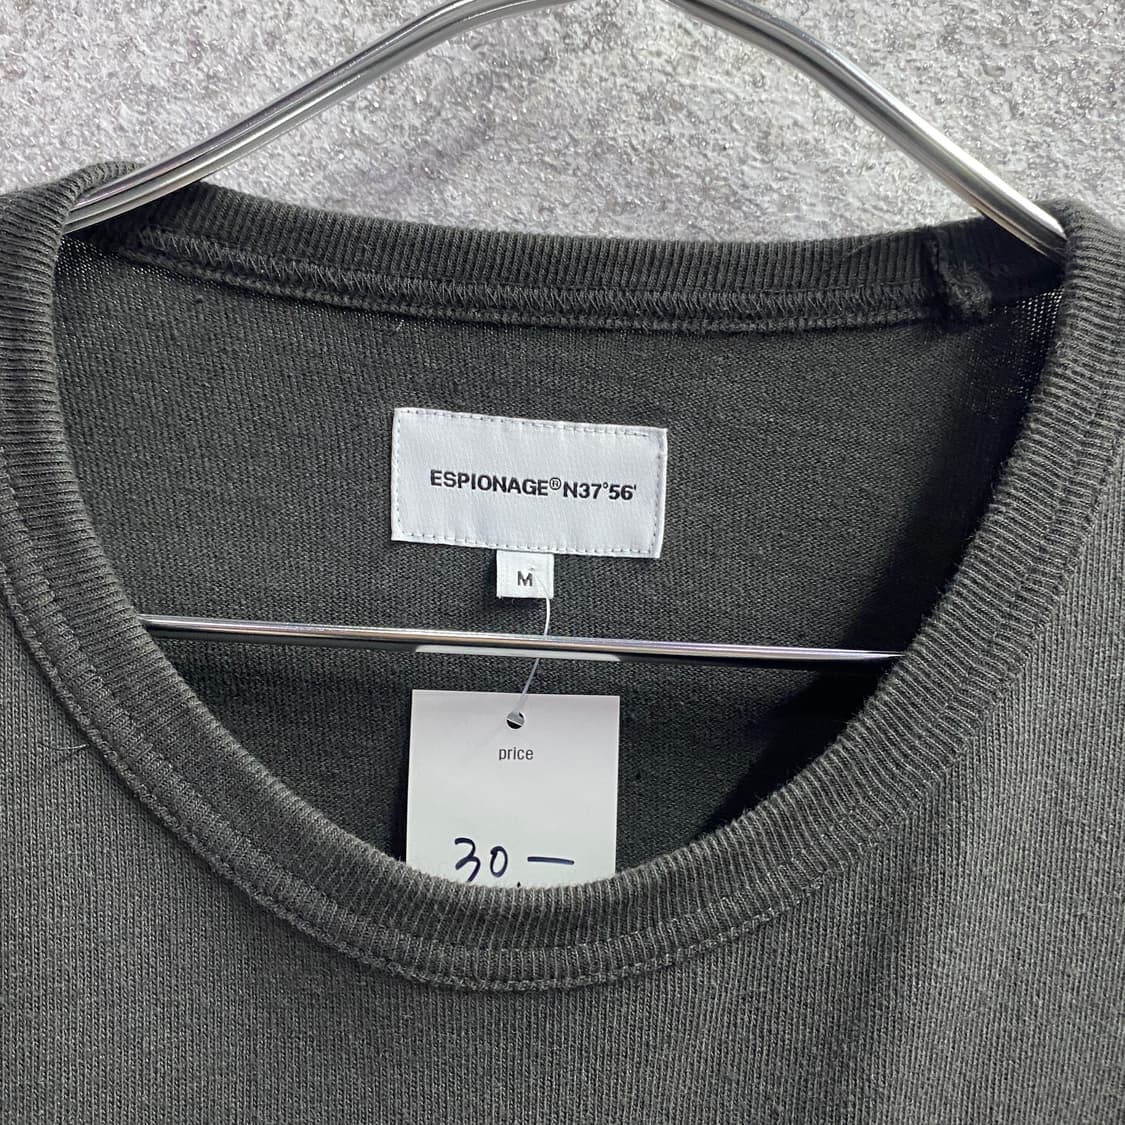 ESPIONAGE®N37°56'
M
price
30.—